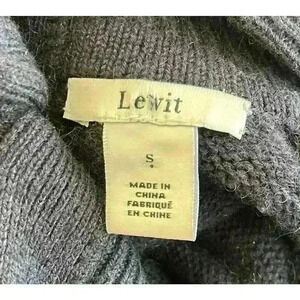 Lewit
S
MADE IN
CHINA
FABRIQUÉ
EN CHINE